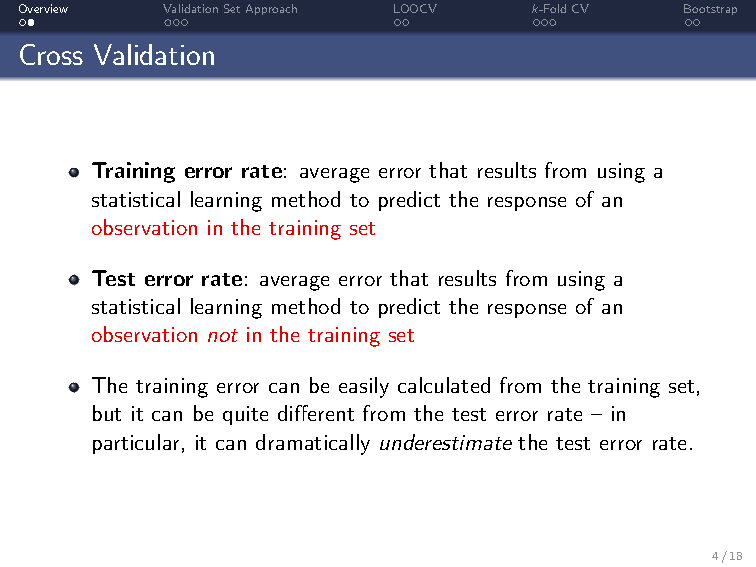 Overview Validation Set Approach LOOCV k-Fold CV Bootstrap
Cross Validation
Training error rate: average error that results from using a
statistical learning method to predict the response of an
observation in the training set
Test error rate: average error that results from using a
statistical learning method to predict the response of an
observation not in the training set
The training error can be easily calculated from the training set,
but it can be quite different from the test error rate – in
particular, it can dramatically underestimate the test error rate.
4 / 18